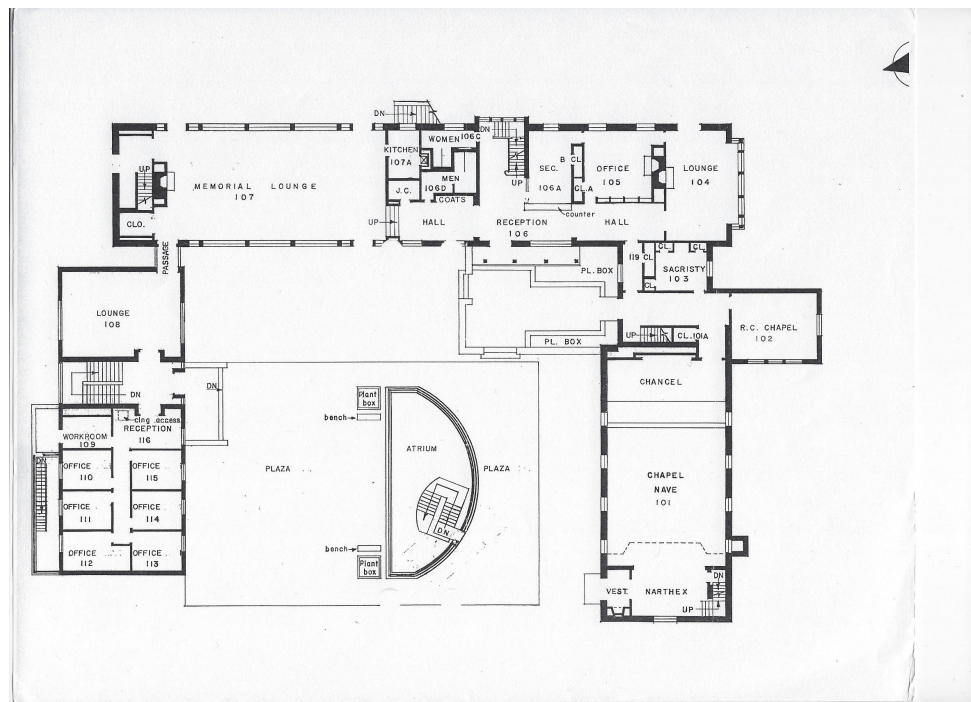 DN
UP
MEMORIAL LOUNGE
107
CLO.
PASSAGE
KITCHEN
107A
J.C.
UP
HALL
WOMEN 106C
MEN
106D
COATS
DN
UP
RECEPTION
106
SEC.
106A
B CL
CL.A
counter
OFFICE
105
HALL
LOUNGE
104
PL. BOX
PL. BOX
119 CL
CL.
CL.
CL.
SACRISTY
103
UP
CL. 101A
R.C. CHAPEL
102
LOUNGE
108
DN
DN
clng access
RECEPTION
116
WORKROOM
109
DN
OFFICE
110
OFFICE
115
OFFICE
111
OFFICE
114
OFFICE
112
OFFICE
113
PLAZA
Plant
box
bench
ATRIUM
DN
PLAZA
bench
Plant
box
CHANCEL
CHAPEL
NAVE
101
VEST.
NARTHEX
DN
UP